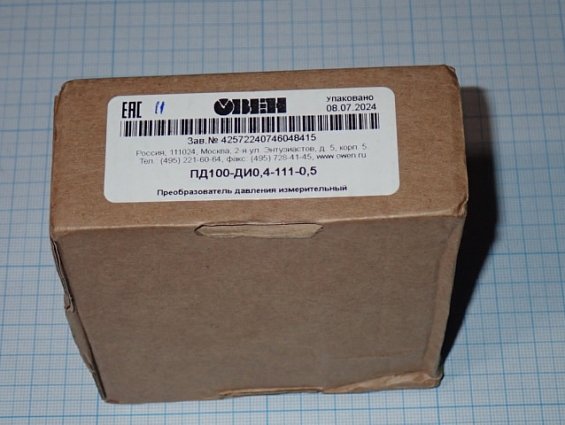 EAC
ОВЕН
Упаковано
08.07.2024
Зав.№ 42572240746048415
Россия, 111024, Москва, 2-я ул. Энтузиастов, д. 5, корп. 5
Тел.: (495) 221-60-64, факс: (495) 728-41-45, www.owen.ru
ПД100-ДИ0,4-111-0,5
Преобразователь давления измерительный